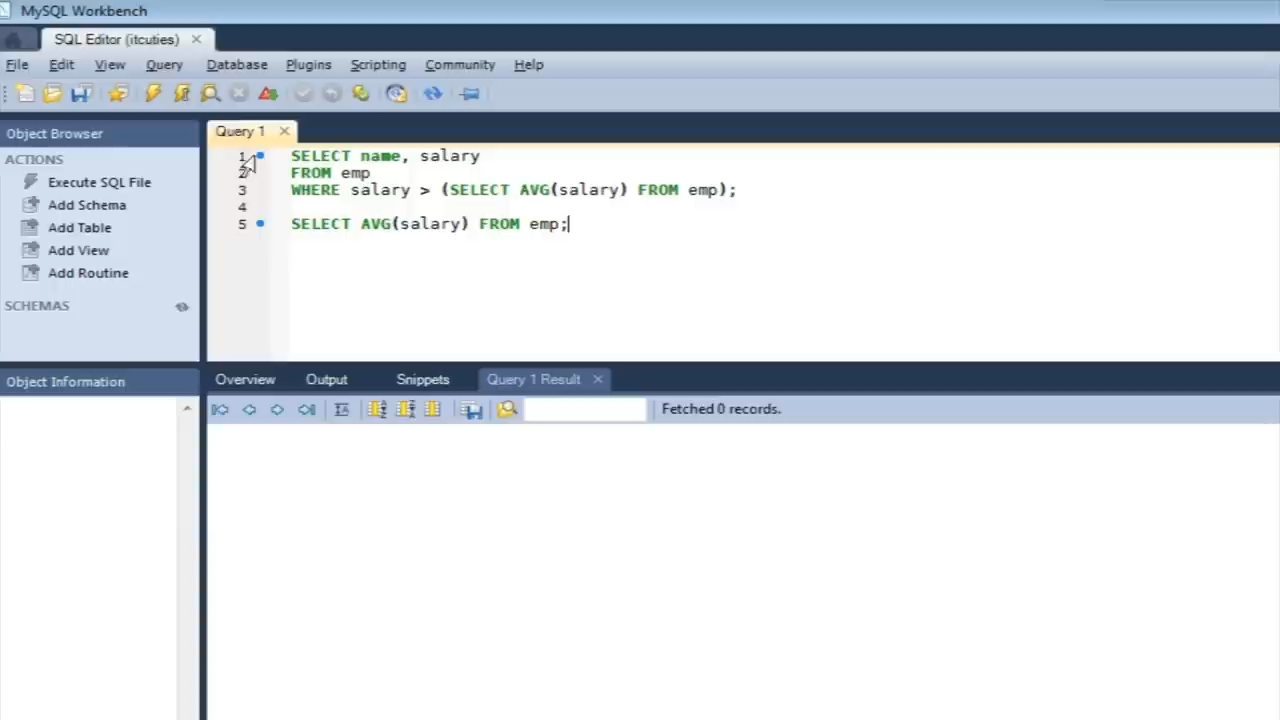 MySQL Workbench
SQL Editor (itcuties)
File Edit View Query Database Plugins Scripting Community Help
Object Browser
Query 1
ACTIONS
Execute SQL File
Add Schema
Add Table
Add View
Add Routine
SCHEMAS
1 SELECT name, salary
2 FROM emp
3 WHERE salary > (SELECT AVG(salary) FROM emp);
4
5 SELECT AVG(salary) FROM emp;
Object Information
Overview Output Snippets Query 1 Result
Fetched 0 records.